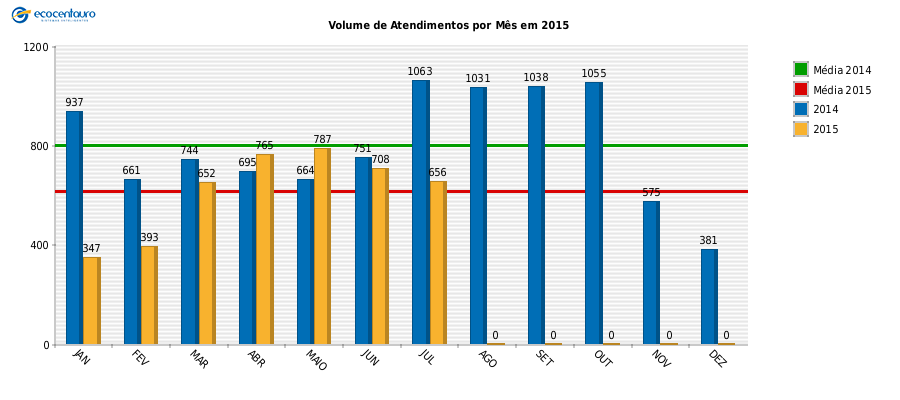 ecocentauro
Volume de Atendimentos por Mês em 2015
1200
800
400
0
937
347
661
393
744
652
695
765
664
787
751
708
1063
656
1031
0
1038
0
1055
0
575
0
381
0
JAN
FEV
MAR
ABR
MAIO
JUN
JUL
AGO
SET
OUT
NOV
DEZ
Média 2014
Média 2015
2014
2015